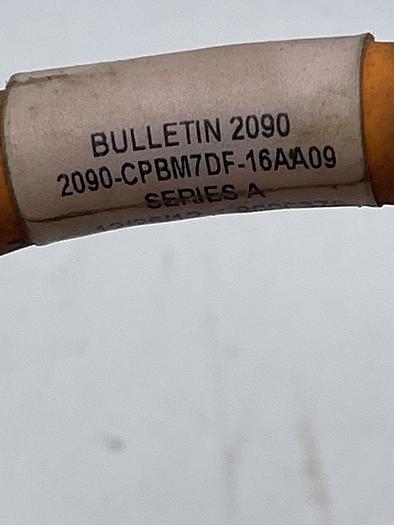 BULLETIN 2090
2090-CPBM7DF-16AA09
SERIES A